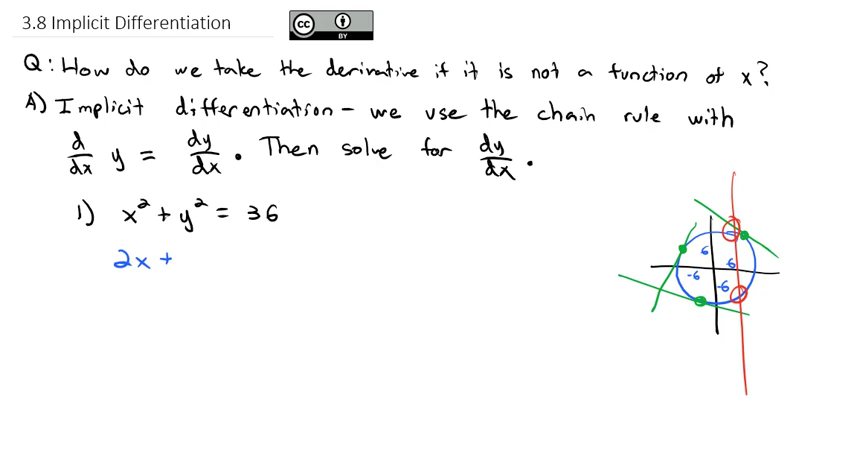 3.8 Implicit Differentiation
cc BY
Q: How do we take the derivative if it is not a function of x?
A) Implicit differentiation - we use the chain rule with
d/dx y = dy/dx. Then solve for dy/dx.
1) x² + y² = 36
2x +
6
6
-6
-6